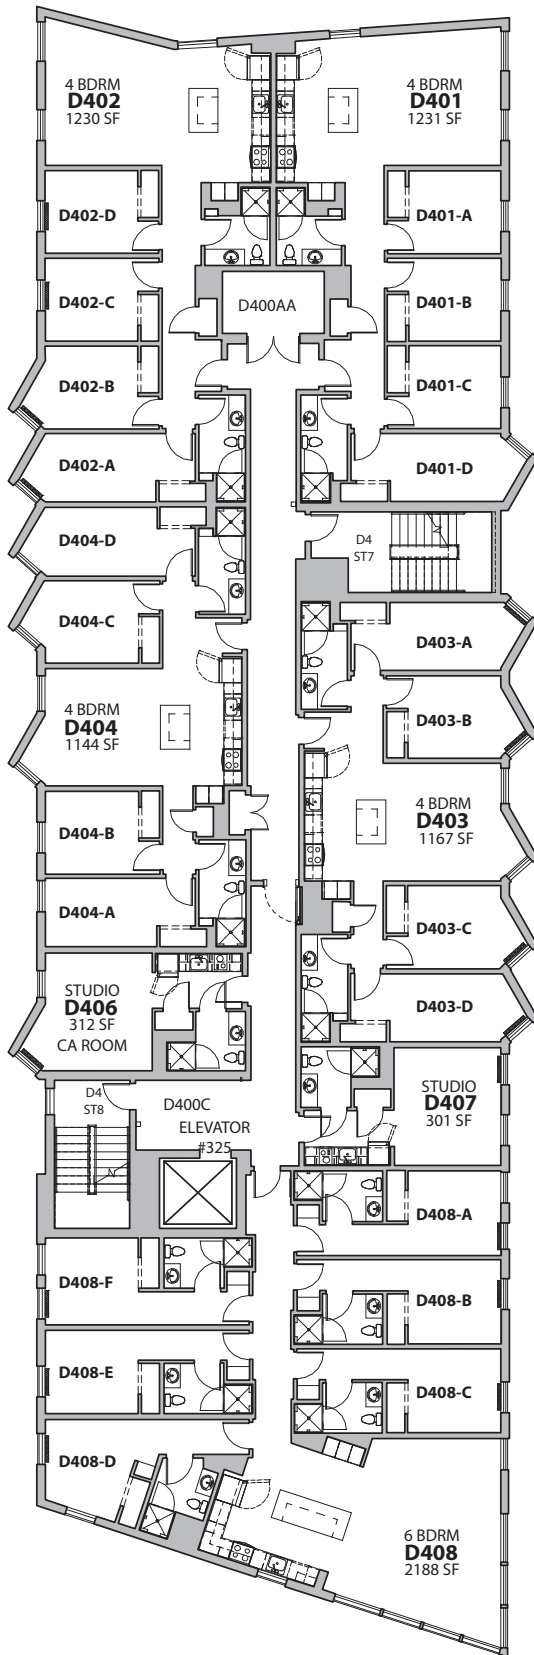 4 BDRM
D402
1230 SF
4 BDRM
D401
1231 SF
D402-D
D401-A
D402-C
D400AA
D401-B
D402-B
D401-C
D402-A
D401-D
D404-D
D4
ST7
D404-C
D403-A
4 BDRM
D404
1144 SF
D403-B
4 BDRM
D403
1167 SF
D404-B
D404-A
D403-C
STUDIO
D406
312 SF
CA ROOM
D403-D
STUDIO
D407
301 SF
D4
ST8
D400C
ELEVATOR
#325
N
D408-A
D408-F
D408-B
D408-E
D408-C
D408-D
6 BDRM
D408
2188 SF